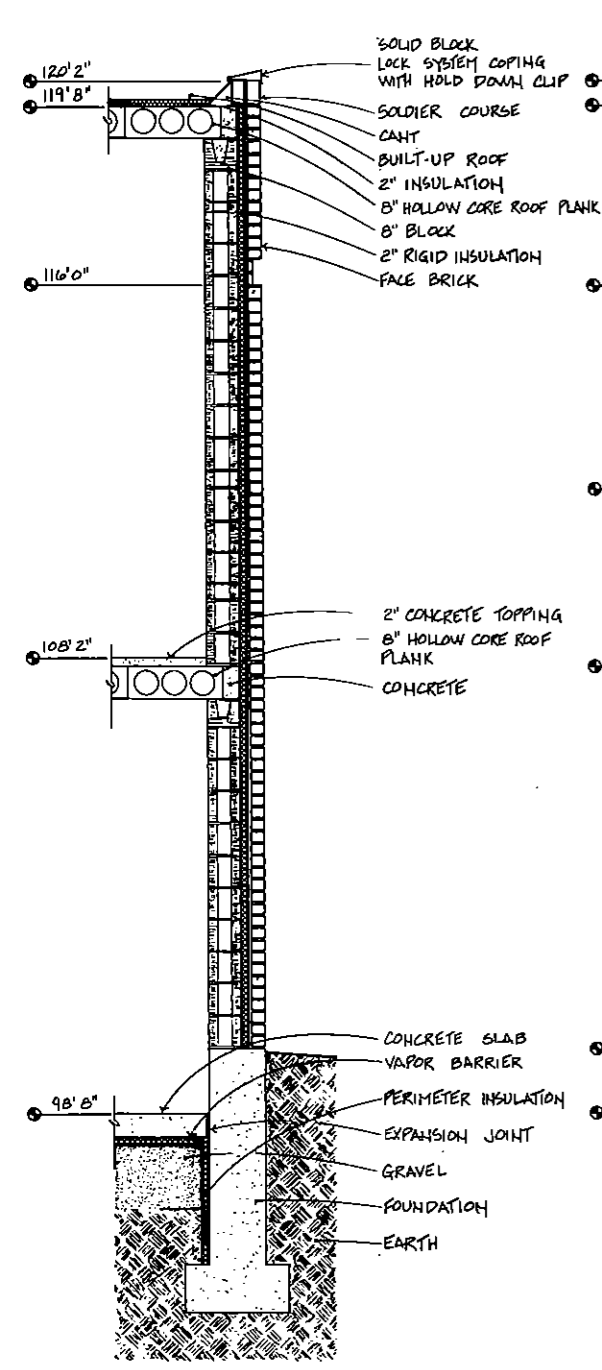 120'2"
119'8"
116'0"
108'2"
98'8"
SOLID BLOCK
LOCK SYSTEM COPING
WITH HOLD DOWN CLIP
SOLDIER COURSE
CANT
BUILT-UP ROOF
2" INSULATION
8" HOLLOW CORE ROOF PLANK
8" BLOCK
2" RIGID INSULATION
FACE BRICK
2" CONCRETE TOPPING
8" HOLLOW CORE ROOF
PLANK
CONCRETE
CONCRETE SLAB
VAPOR BARRIER
PERIMETER INSULATION
EXPANSION JOINT
GRAVEL
FOUNDATION
EARTH